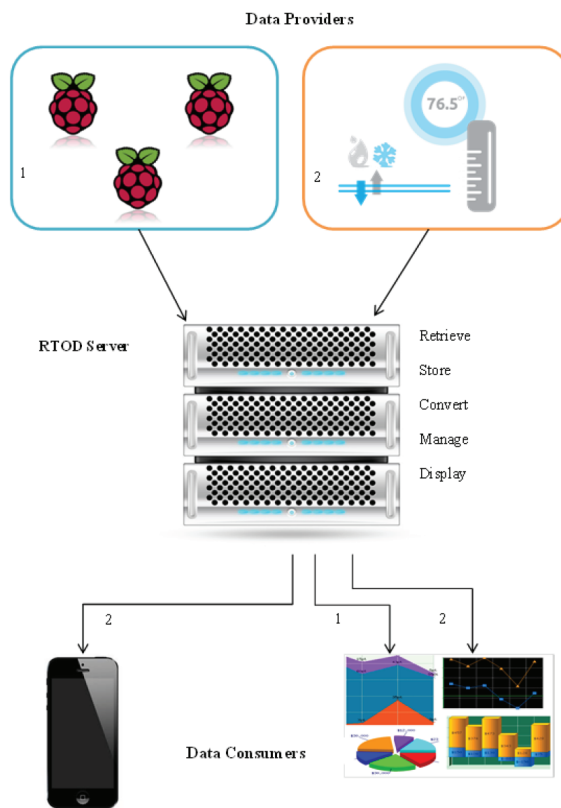 Data Providers
1
2
76.5°F
RTOD Server
Retrieve
Store
Convert
Manage
Display
2
1
2
Data Consumers